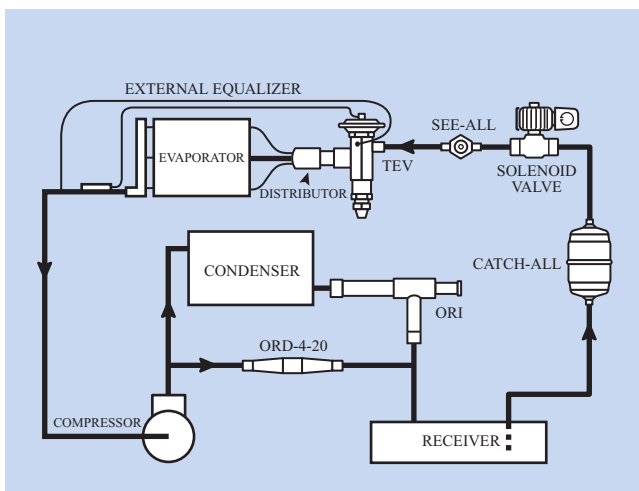 EXTERNAL EQUALIZER
SEE-ALL
EVAPORATOR
TEV
SOLENOID
VALVE
DISTRIBUTOR
CONDENSER
CATCH-ALL
ORI
ORD-4-20
COMPRESSOR
RECEIVER